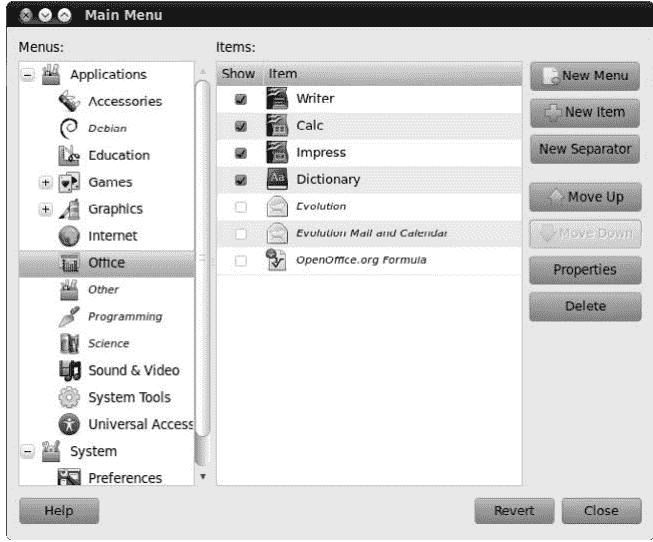 Main Menu
Menus:
Applications
Accessories
Debian
Education
Games
Graphics
Internet
Office
Other
Programming
Science
Sound & Video
System Tools
Universal Access
System
Preferences
Items:
Show Item
Writer
Calc
Impress
Dictionary
Aa
Evolution
Evolution Mail and Calendar
OpenOffice.org Formula
New Menu
New Item
New Separator
Move Up
Move Down
Properties
Delete
Help
Revert
Close